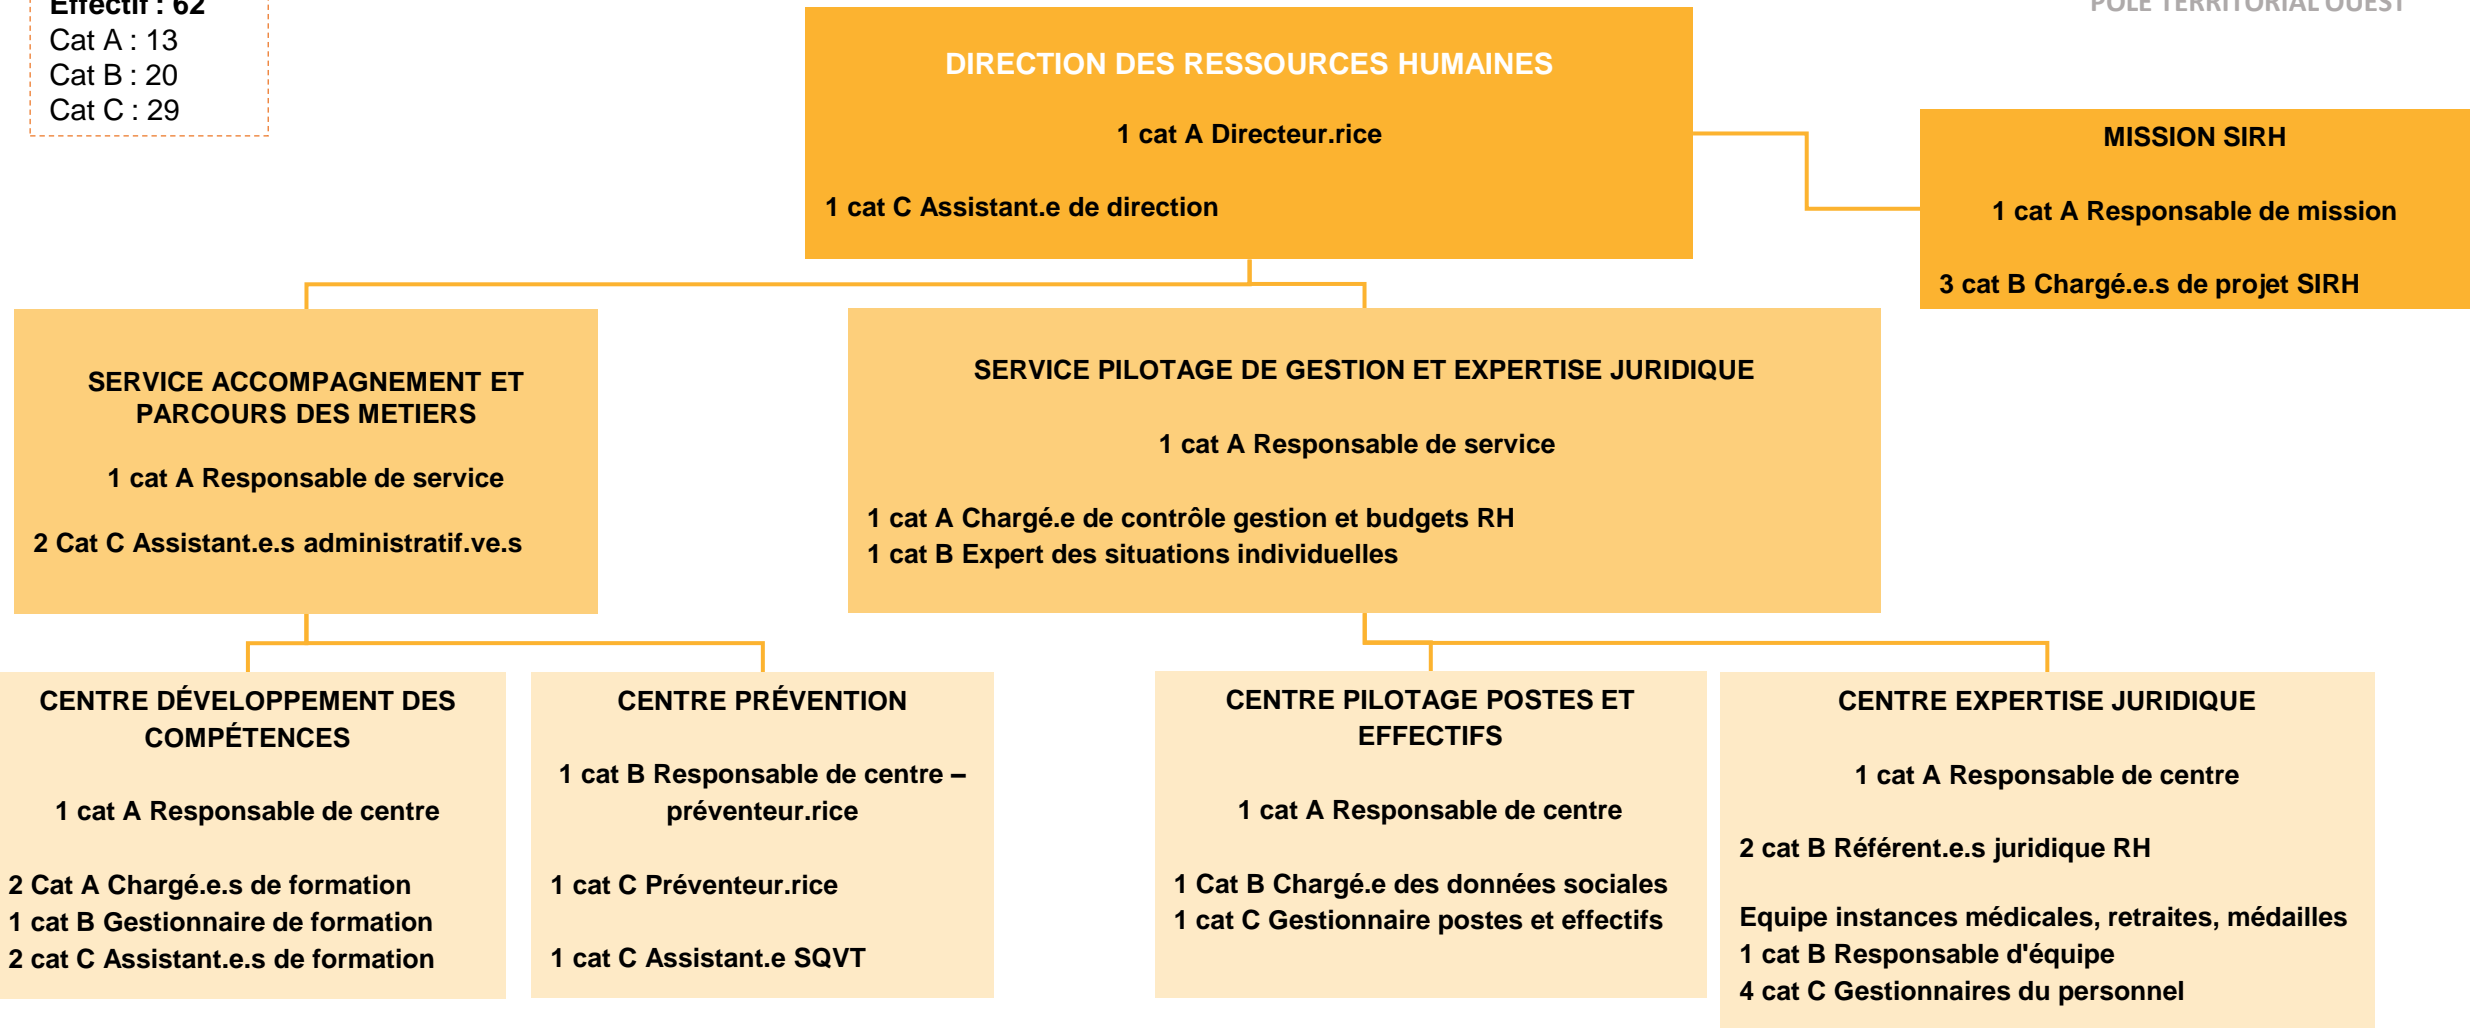 Effectif : 62
Cat A : 13
Cat B : 20
Cat C : 29
POLE TERRITORIAL OUEST
DIRECTION DES RESSOURCES HUMAINES
1 cat A Directeur.rice
1 cat C Assistant.e de direction
MISSION SIRH
1 cat A Responsable de mission
3 cat B Chargé.e.s de projet SIRH
SERVICE ACCOMPAGNEMENT ET
PARCOURS DES METIERS
1 cat A Responsable de service
2 Cat C Assistant.e.s administratif.ve.s
SERVICE PILOTAGE DE GESTION ET EXPERTISE JURIDIQUE
1 cat A Responsable de service
1 cat A Chargé.e de contrôle gestion et budgets RH
1 cat B Expert des situations individuelles
CENTRE DÉVELOPPEMENT DES
COMPÉTENCES
1 cat A Responsable de centre
2 Cat A Chargé.e.s de formation
1 cat B Gestionnaire de formation
2 cat C Assistant.e.s de formation
CENTRE PRÉVENTION
1 cat B Responsable de centre –
préventeur.rice
1 cat C Préventeur.rice
1 cat C Assistant.e SQVT
CENTRE PILOTAGE POSTES ET
EFFECTIFS
1 cat A Responsable de centre
1 Cat B Chargé.e des données sociales
1 cat C Gestionnaire postes et effectifs
CENTRE EXPERTISE JURIDIQUE
1 cat A Responsable de centre
2 cat B Référent.e.s juridique RH
Equipe instances médicales, retraites, médailles
1 cat B Responsable d'équipe
4 cat C Gestionnaires du personnel